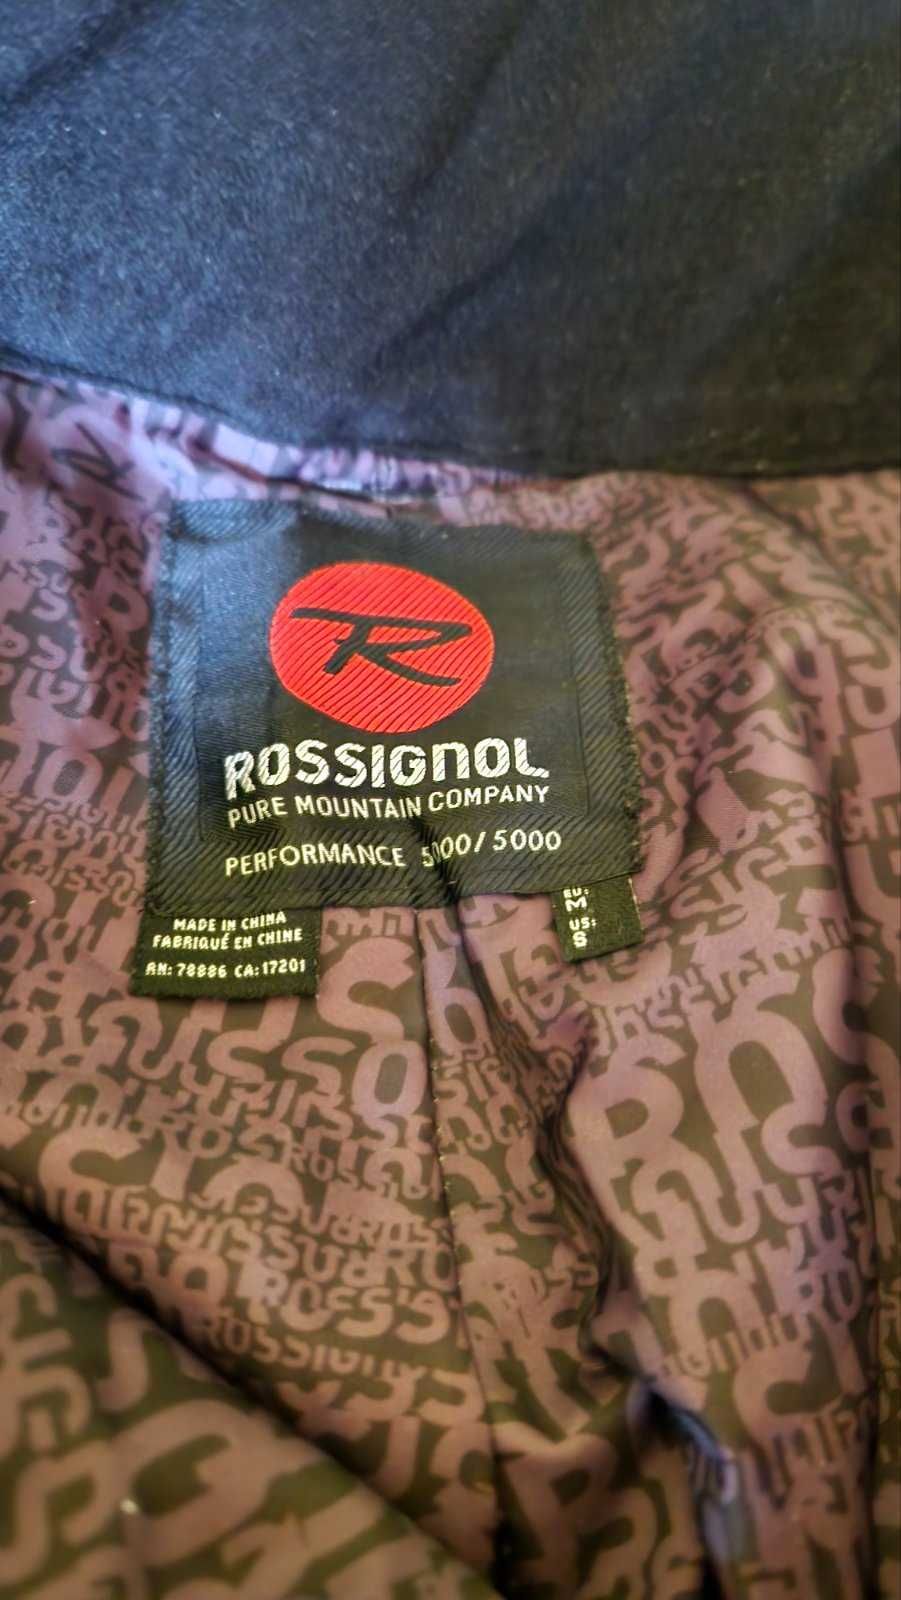 R
ROSSIGNOL
PURE MOUNTAIN COMPANY
PERFORMANCE 5000/5000
MADE IN CHINA
FABRIQUÉ EN CHINE
RN: 78886 CA: 17201
EU:
M
US:
S
ROSSIGNOL